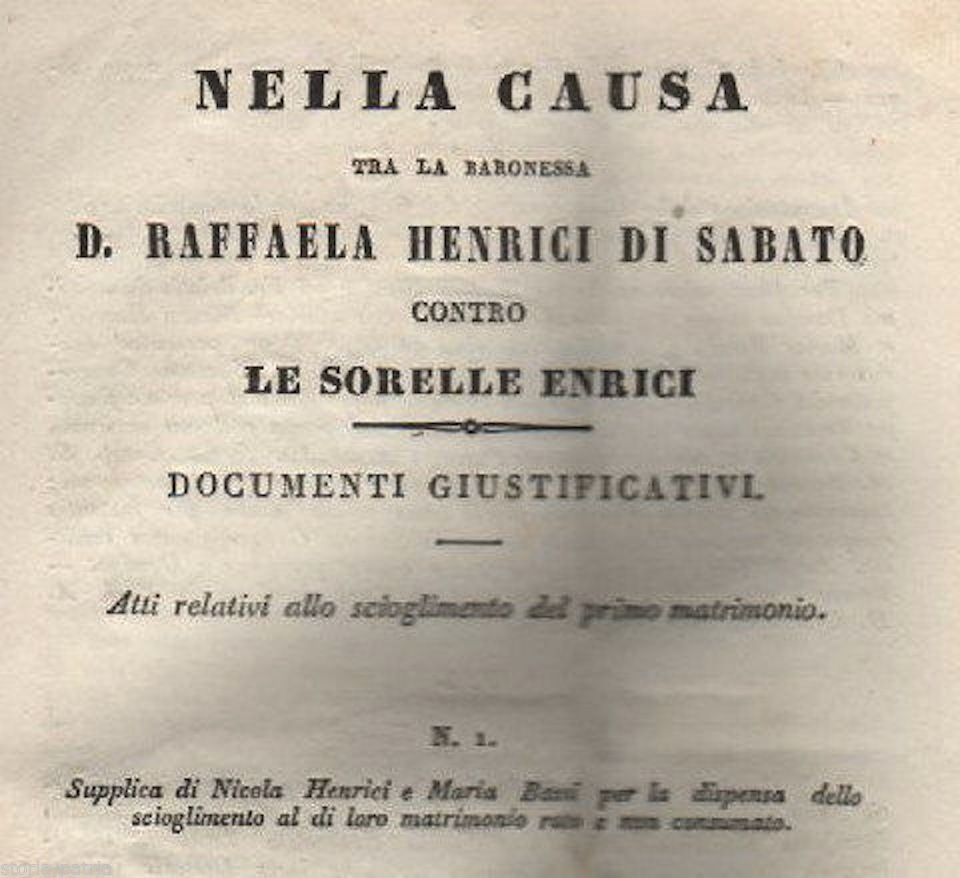 NELLA CAUSA
TRA LA BARONESSA
D. RAFFAELA HENRICI DI SABATO
CONTRO
LE SORELLE ENRICI
DOCUMENTI GIUSTIFICATIVI.
Atti relativi allo scioglimento del primo matrimonio.
N. 1.
Supplica di Nicola Henrici e Maria Bassi per la dispensa dello
scioglimento al di loro matrimonio rato e non consumato.
storia-patria